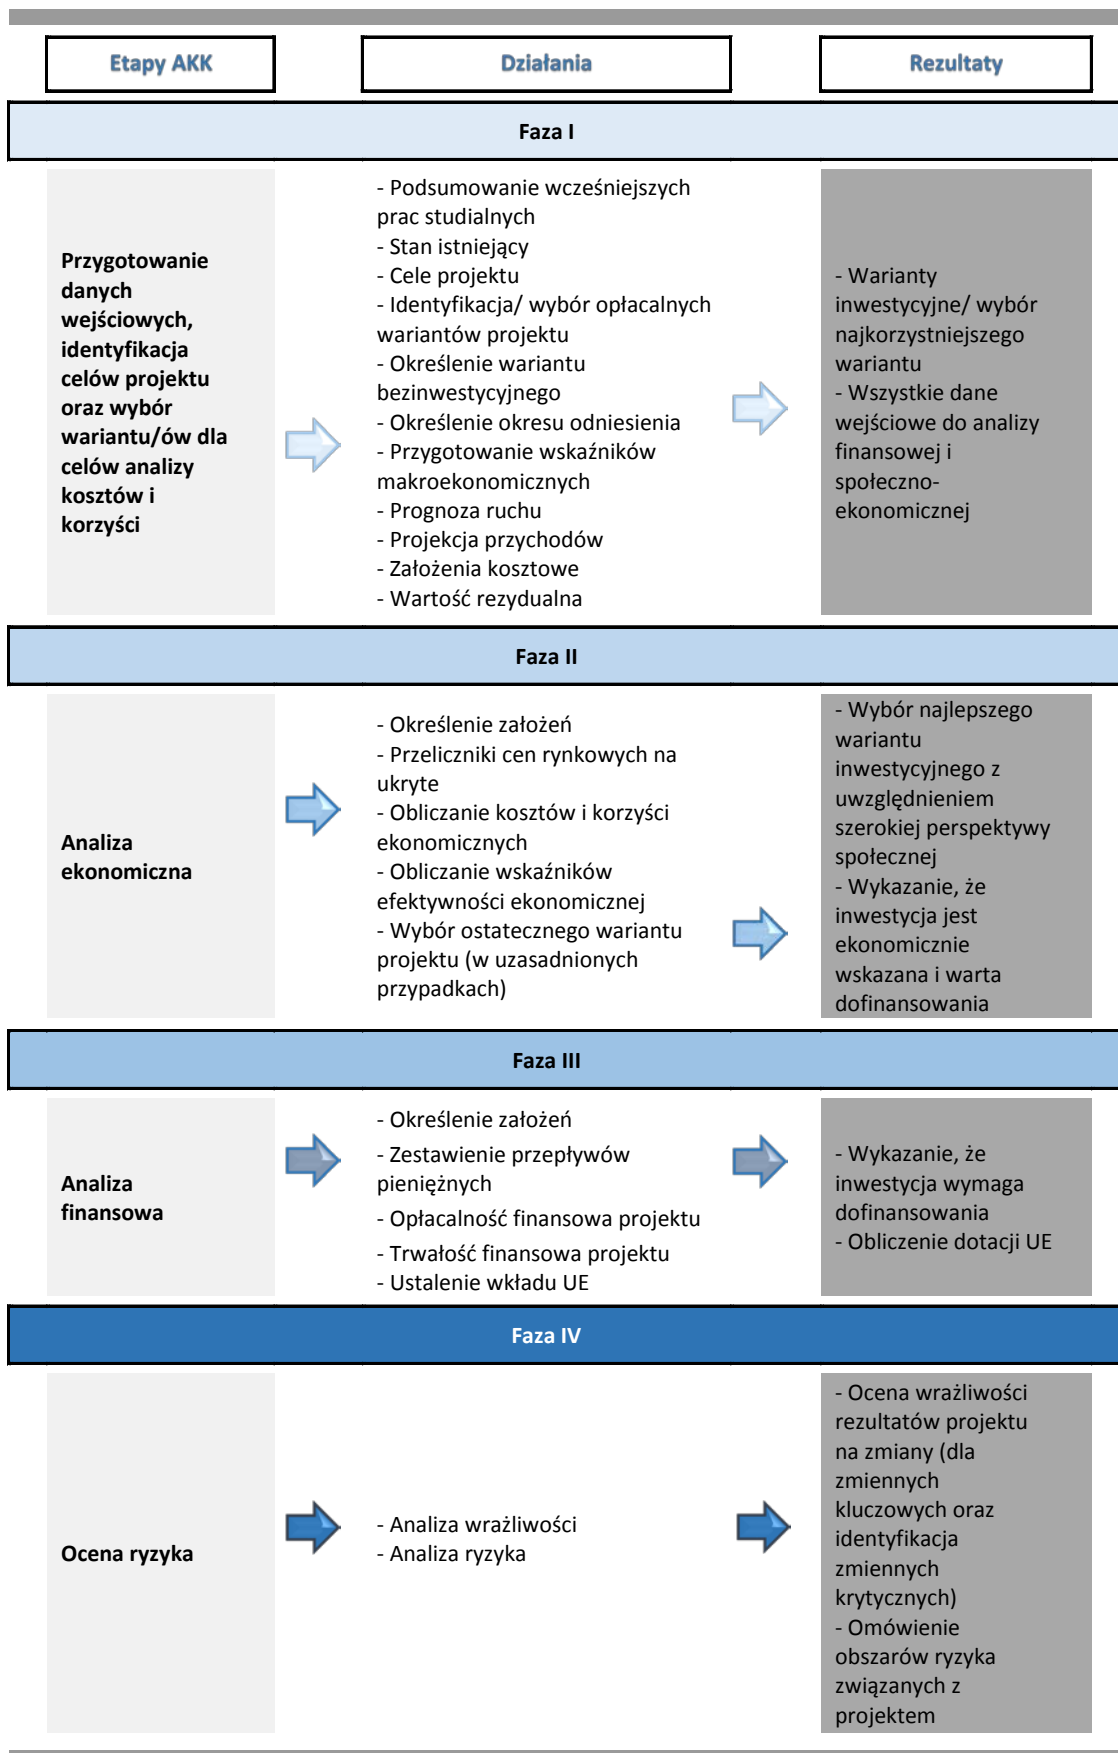 Etapy AKK
Działania
Rezultaty
Faza I
Przygotowanie
danych
wejściowych,
identyfikacja
celów projektu
oraz wybór
wariantu/ów dla
celów analizy
kosztów i
korzyści
- Podsumowanie wcześniejszych
prac studialnych
- Stan istniejący
- Cele projektu
- Identyfikacja/ wybór opłacalnych
wariantów projektu
- Określenie wariantu
bezinwestycyjnego
- Określenie okresu odniesienia
- Przygotowanie wskaźników
makroekonomicznych
- Prognoza ruchu
- Projekcja przychodów
- Założenia kosztowe
- Wartość rezydualna
- Warianty
inwestycyjne/ wybór
najkorzystniejszego
wariantu
- Wszystkie dane
wejściowe do analizy
finansowej i
społeczno-
ekonomicznej
Faza II
Analiza
ekonomiczna
- Określenie założeń
- Przeliczniki cen rynkowych na
ukryte
- Obliczanie kosztów i korzyści
ekonomicznych
- Obliczanie wskaźników
efektywności ekonomicznej
- Wybór ostatecznego wariantu
projektu (w uzasadnionych
przypadkach)
- Wybór najlepszego
wariantu
inwestycyjnego z
uwzględnieniem
szerokiej perspektywy
społecznej
- Wykazanie, że
inwestycja jest
ekonomicznie
wskazana i warta
dofinansowania
Faza III
Analiza
finansowa
- Określenie założeń
- Zestawienie przepływów
pieniężnych
- Opłacalność finansowa projektu
- Trwałość finansowa projektu
- Ustalenie wkładu UE
- Wykazanie, że
inwestycja wymaga
dofinansowania
- Obliczenie dotacji UE
Faza IV
Ocena ryzyka
- Analiza wrażliwości
- Analiza ryzyka
- Ocena wrażliwości
rezultatów projektu
na zmiany (dla
zmiennych
kluczowych oraz
identyfikacja
zmiennych
krytycznych)
- Omówienie
obszarów ryzyka
związanych z
projektem